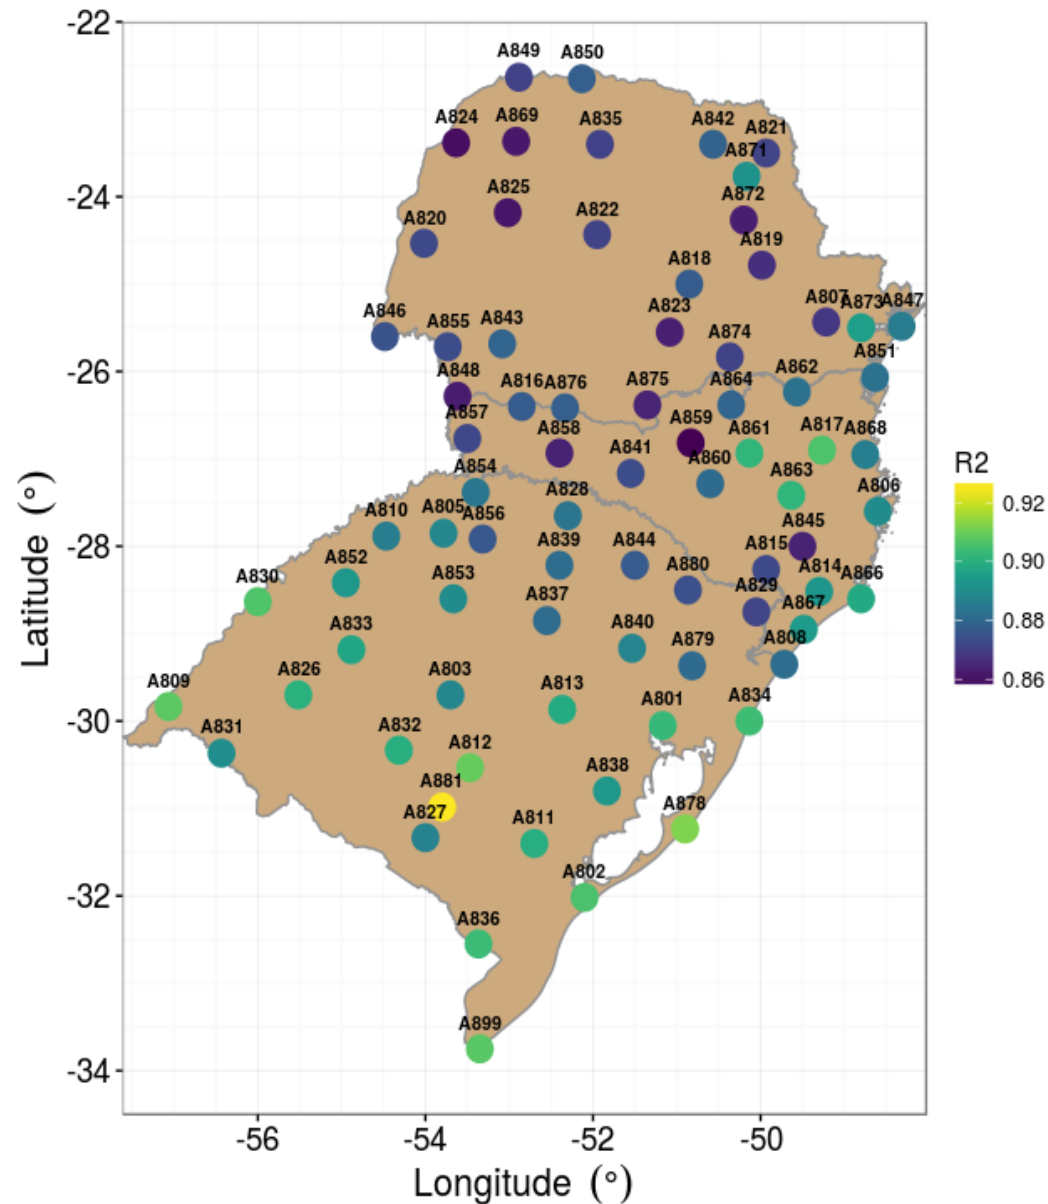 -22
A849 A850
A824 A869 A835 A842 A821
A871
-24
A825 A872
A820 A822
A819
A818
A846 A855 A843 A823 A807 A873 A847
A874 A851
-26
A848 A816 A876 A875 A864 A862
A857 A858 A859 A861 A817 A868
A841 A860 A863
A854 A828 A806
A810 A805 A856 A845
-28
A830 A852 A853 A839 A844 A880 A815 A814 A866
A837 A829 A867
A833 A840 A879 A808
A809 A826 A803 A813 A801 A834
-30
A831 A832 A812
A881 A838
A827 A811 A878
-32
A802
A836
A899
-34
-56 -54 -52 -50
Longitude (°)
Latitude (°)
R2
0.92
0.90
0.88
0.86